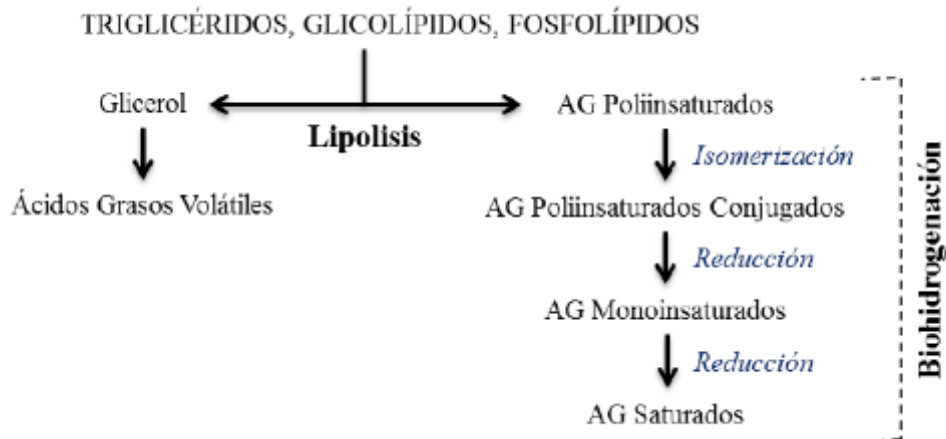 TRIGLICÉRIDOS, GLICOLÍPIDOS, FOSFOLÍPIDOS
Glicerol
Lipolisis
AG Poliinsaturados
Isomerización
Ácidos Grasos Volátiles
AG Poliinsaturados Conjugados
Reducción
AG Monoinsaturados
Reducción
AG Saturados
Biohidrogenación